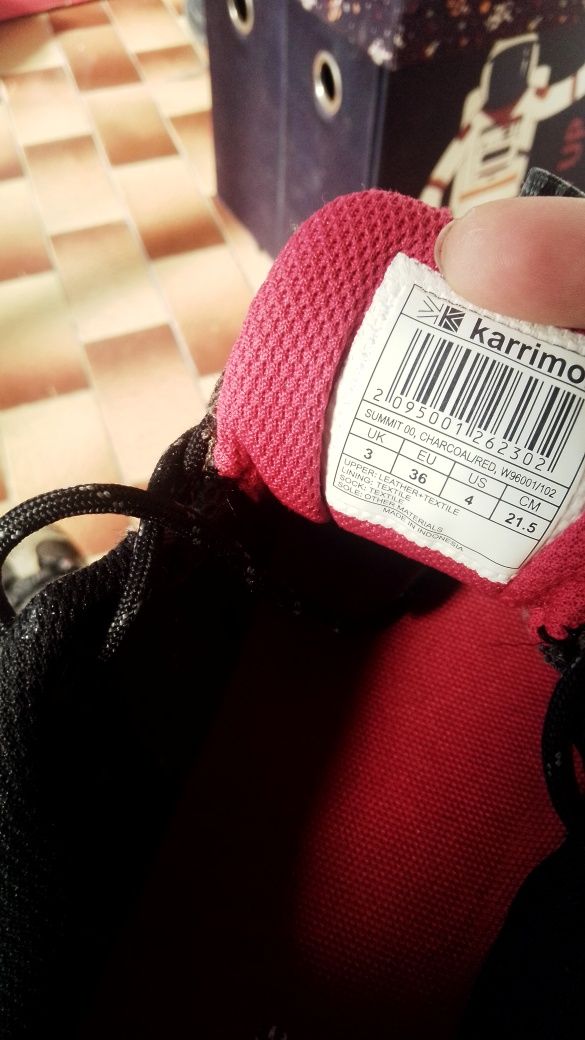 karrimo
2 095001 262302
SUMMIT 00, CHARCOAL/RED, W96001/102
UK EU US CM
3 36 4 21.5
UPPER: LEATHER+TEXTILE
LINING: TEXTILE
SOCK: TEXTILE
SOLE: OTHER MATERIALS
MADE IN INDONESIA
UP